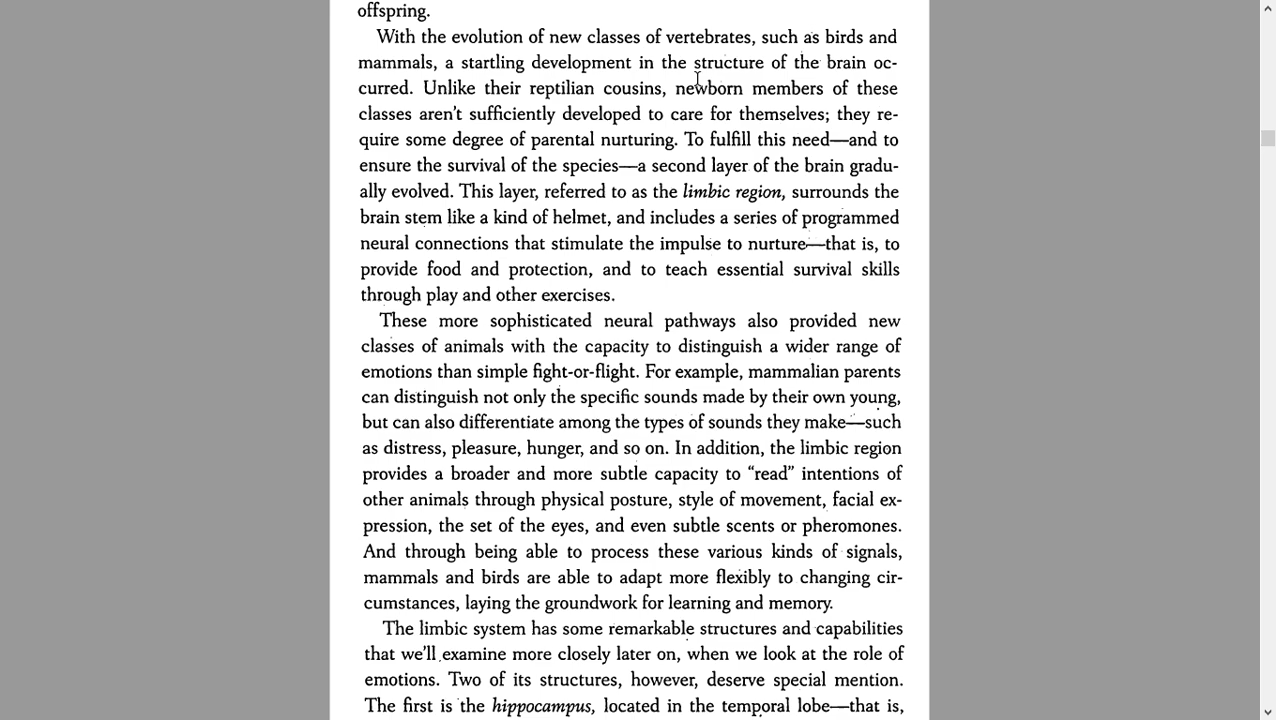 offspring.
With the evolution of new classes of vertebrates, such as birds and
mammals, a startling development in the structure of the brain oc-
curred. Unlike their reptilian cousins, newborn members of these
classes aren't sufficiently developed to care for themselves; they re-
quire some degree of parental nurturing. To fulfill this need—and to
ensure the survival of the species—a second layer of the brain gradu-
ally evolved. This layer, referred to as the limbic region, surrounds the
brain stem like a kind of helmet, and includes a series of programmed
neural connections that stimulate the impulse to nurture—that is, to
provide food and protection, and to teach essential survival skills
through play and other exercises.
These more sophisticated neural pathways also provided new
classes of animals with the capacity to distinguish a wider range of
emotions than simple fight-or-flight. For example, mammalian parents
can distinguish not only the specific sounds made by their own young,
but can also differentiate among the types of sounds they make—such
as distress, pleasure, hunger, and so on. In addition, the limbic region
provides a broader and more subtle capacity to “read” intentions of
other animals through physical posture, style of movement, facial ex-
pression, the set of the eyes, and even subtle scents or pheromones.
And through being able to process these various kinds of signals,
mammals and birds are able to adapt more flexibly to changing cir-
cumstances, laying the groundwork for learning and memory.
The limbic system has some remarkable structures and capabilities
that we'll examine more closely later on, when we look at the role of
emotions. Two of its structures, however, deserve special mention.
The first is the hippocampus, located in the temporal lobe—that is,